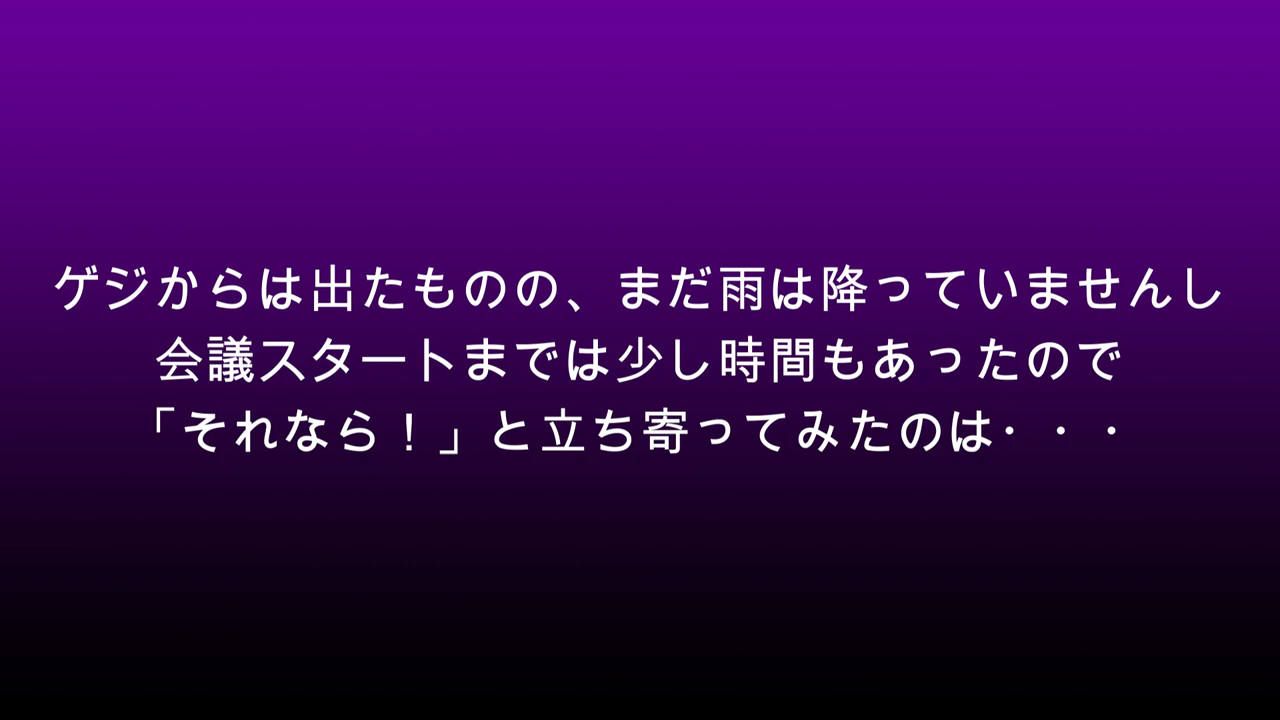 ゲジからは出たものの、まだ雨は降っていませんし
会議スタートまでは少し時間もあったので
「それなら！」と立ち寄ってみたのは・・・